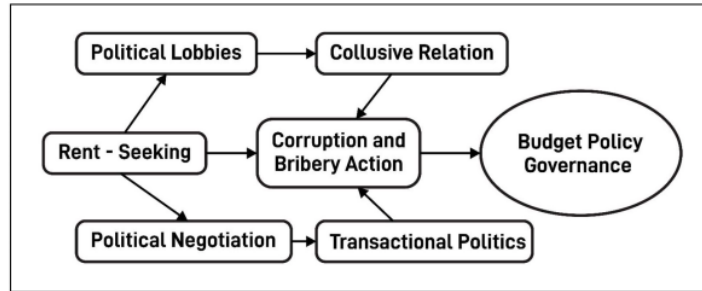 Political Lobbies
Collusive Relation
Rent - Seeking
Corruption and
Bribery Action
Budget Policy
Governance
Political Negotiation
Transactional Politics